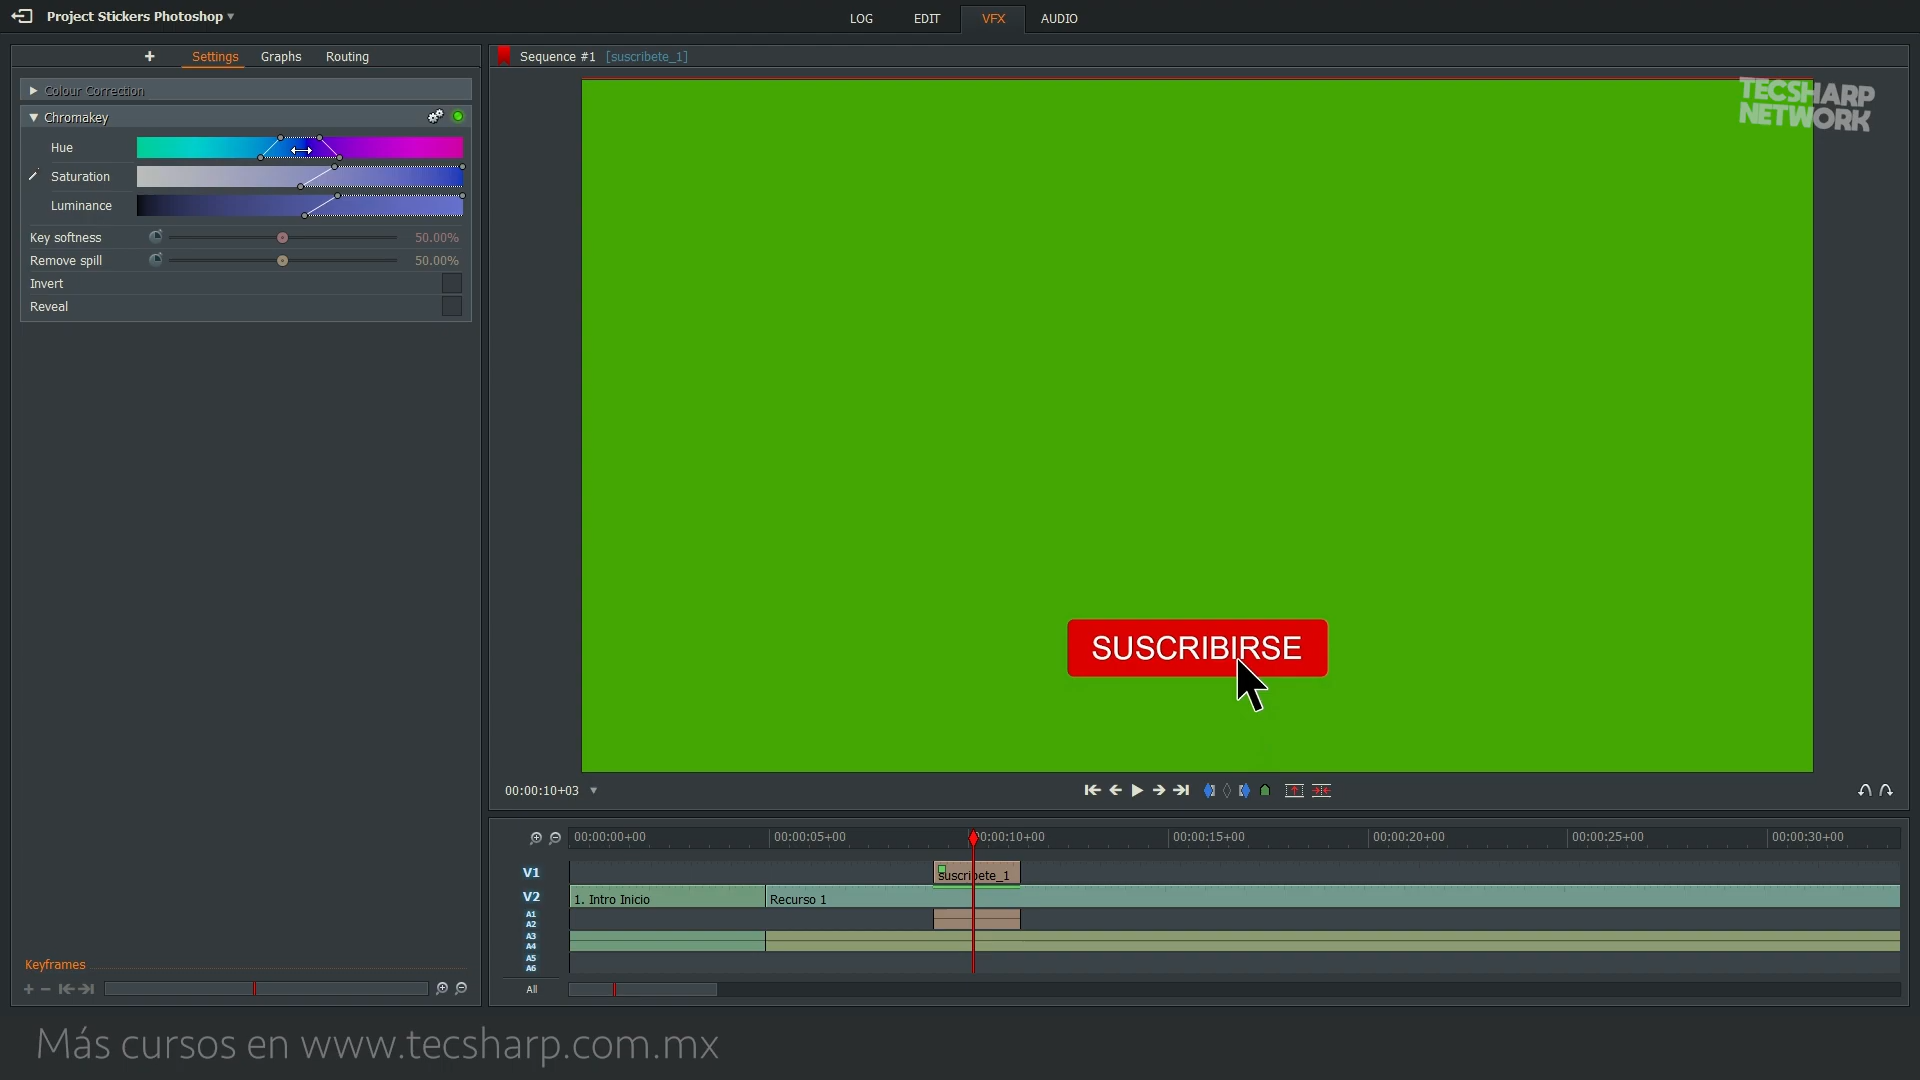 Project Stickers Photoshop
LOG EDIT VFX AUDIO
Settings Graphs Routing
Sequence #1 [suscribete_1]
Colour Correction
Chromakey
Hue
Saturation
Luminance
Key softness 50.00%
Remove spill 50.00%
Invert
Reveal
TECSHARP
NETWORK
SUSCRIBIRSE
00:00:10+03
00:00:00+00 00:00:05+00 00:00:10+00 00:00:15+00 00:00:20+00 00:00:25+00 00:00:30+00
V1 suscribete_1
V2 1. Intro Inicio Recurso 1
A1
A2
A3
A4
A5
A6
All
Keyframes
Más cursos en www.tecsharp.com.mx